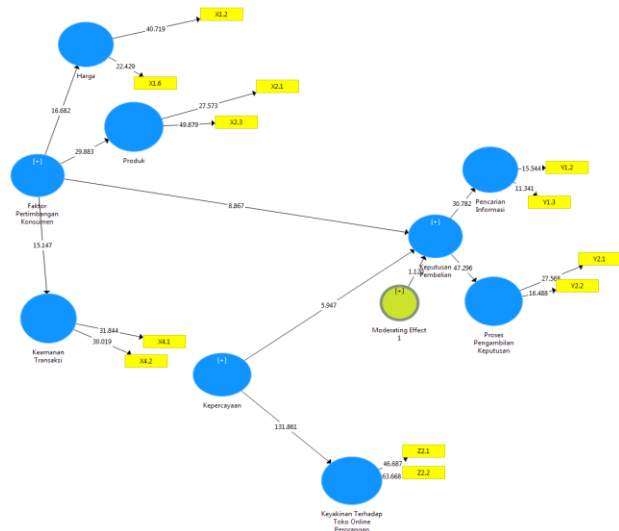 40.719
X1.2
Harga
22.429
X1.6
16.682
27.573
X2.1
49.879
X2.3
29.883
Produk
[+]
Faktor
Pertimbangan
Konsumen
8.867
15.544
Y1.2
11.341
Y1.3
Pencarian
Informasi
30.782
[+]
Keputusan
Pembelian
47.296
Y2.1
27.568
Y2.2
16.488
[+]
Moderating Effect
1
Proses
Pengambilan
Keputusan
15.147
5.947
31.844
X4.1
30.019
X4.2
Keamanan
Transaksi
[+]
Kepercayaan
131.861
46.687
Z2.1
63.668
Z2.2
Keyakinan Terhadap
Toko Online
Perorangan